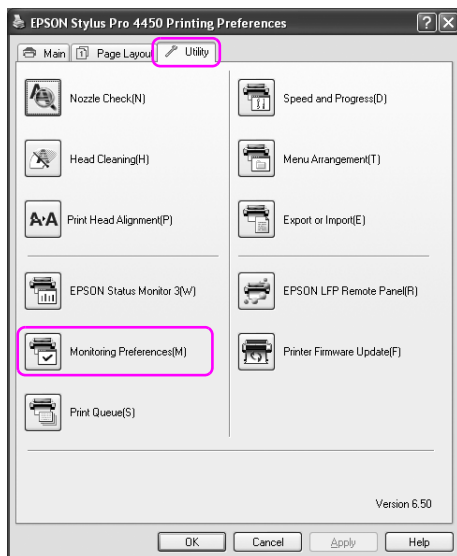 EPSON Stylus Pro 4450 Printing Preferences
Main
Page Layou
Utility
Nozzle Check(N)
Speed and Progress(D)
Head Cleaning(H)
Menu Arrangement(T)
A·A Print Head Alignment(P)
Export or Import(E)
EPSON Status Monitor 3(W)
EPSON LFP Remote Panel(R)
Monitoring Preferences(M)
Printer Firmware Update(F)
Print Queue(S)
Version 6.50
OK Cancel Apply Help